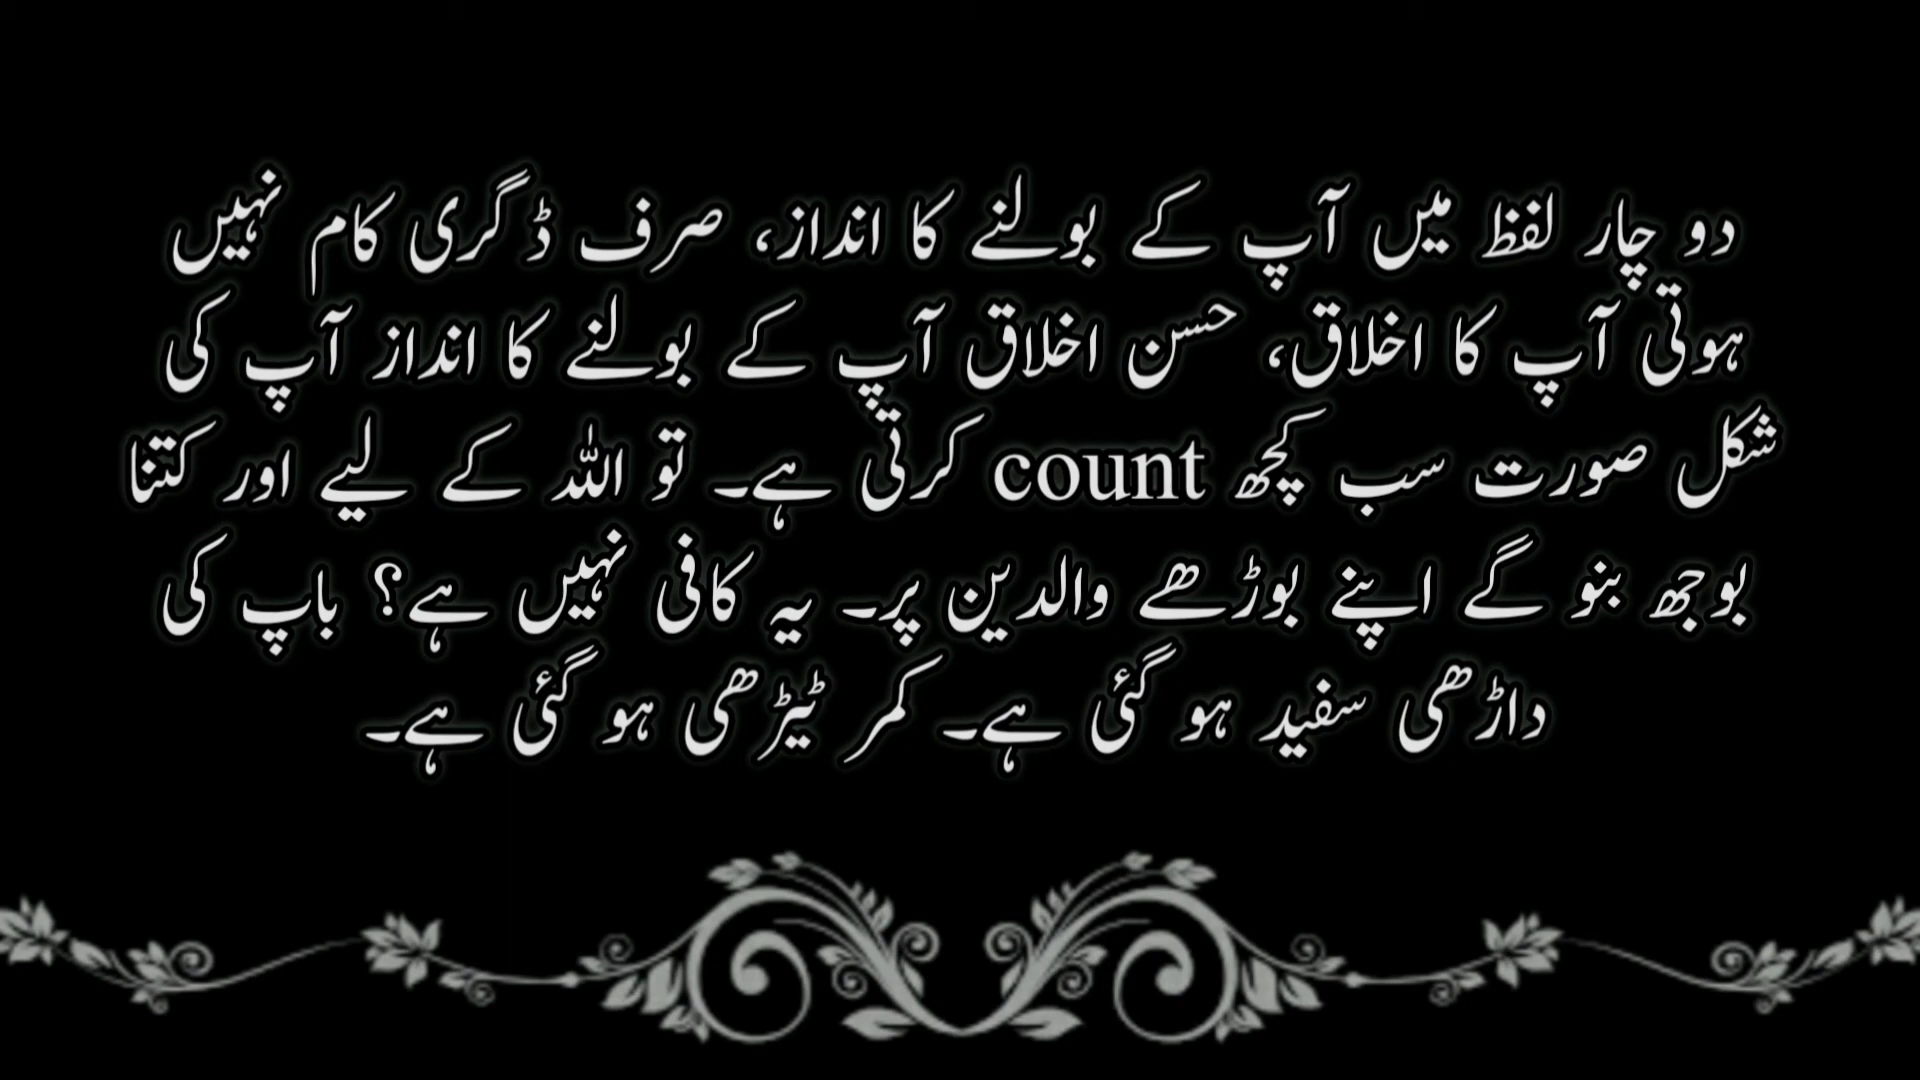 دو چار لفظ میں آپ کے بولنے کا انداز، صرف ڈگری کام نہیں
ہوتی آپ کا اخلاق، حسن اخلاق آپ کے بولنے کا انداز آپ کی
شکل صورت سب کچھ count کرتی ہے۔ تو اللہ کے لیے اور کتنا
بوجھ بنو گے اپنے بوڑھے والدین پر۔ یہ کافی نہیں ہے؟ باپ کی
داڑھی سفید ہو گئی ہے۔ کمر ٹیڑھی ہو گئی ہے۔